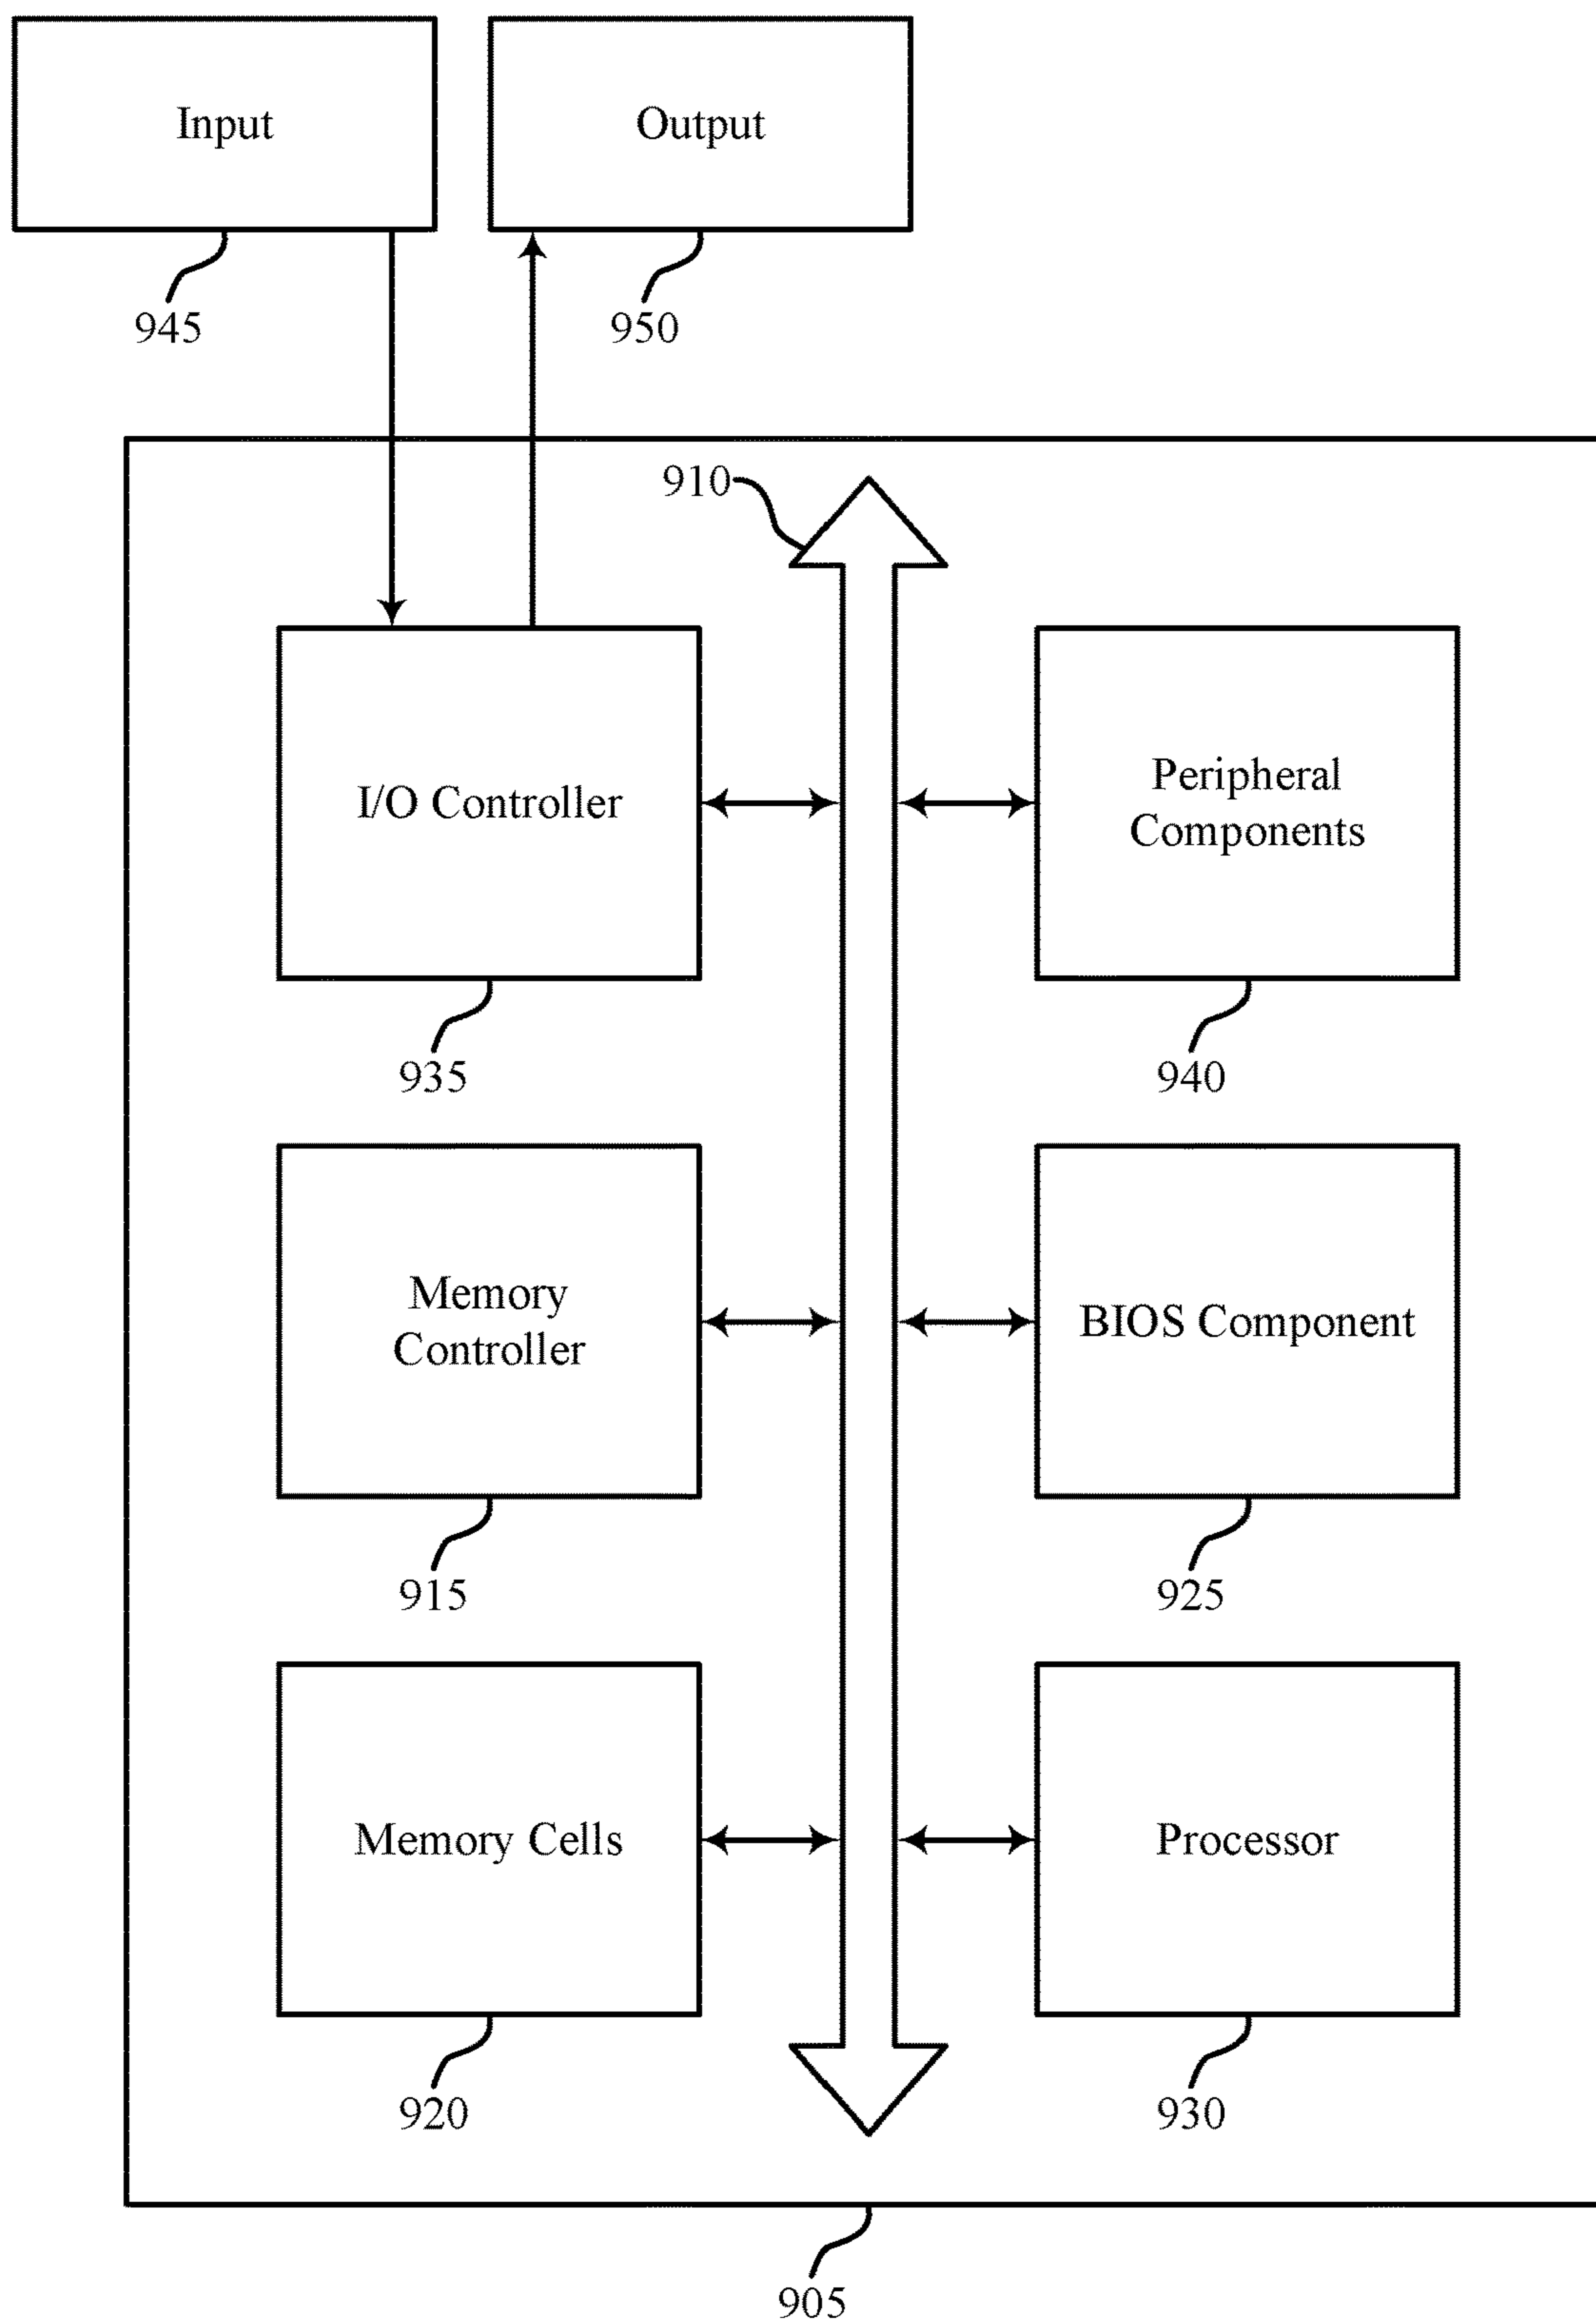 Input
Output
945
950
910
I/O Controller
Peripheral
Components
935
940
Memory
Controller
BIOS Component
915
925
Memory Cells
Processor
920
930
905